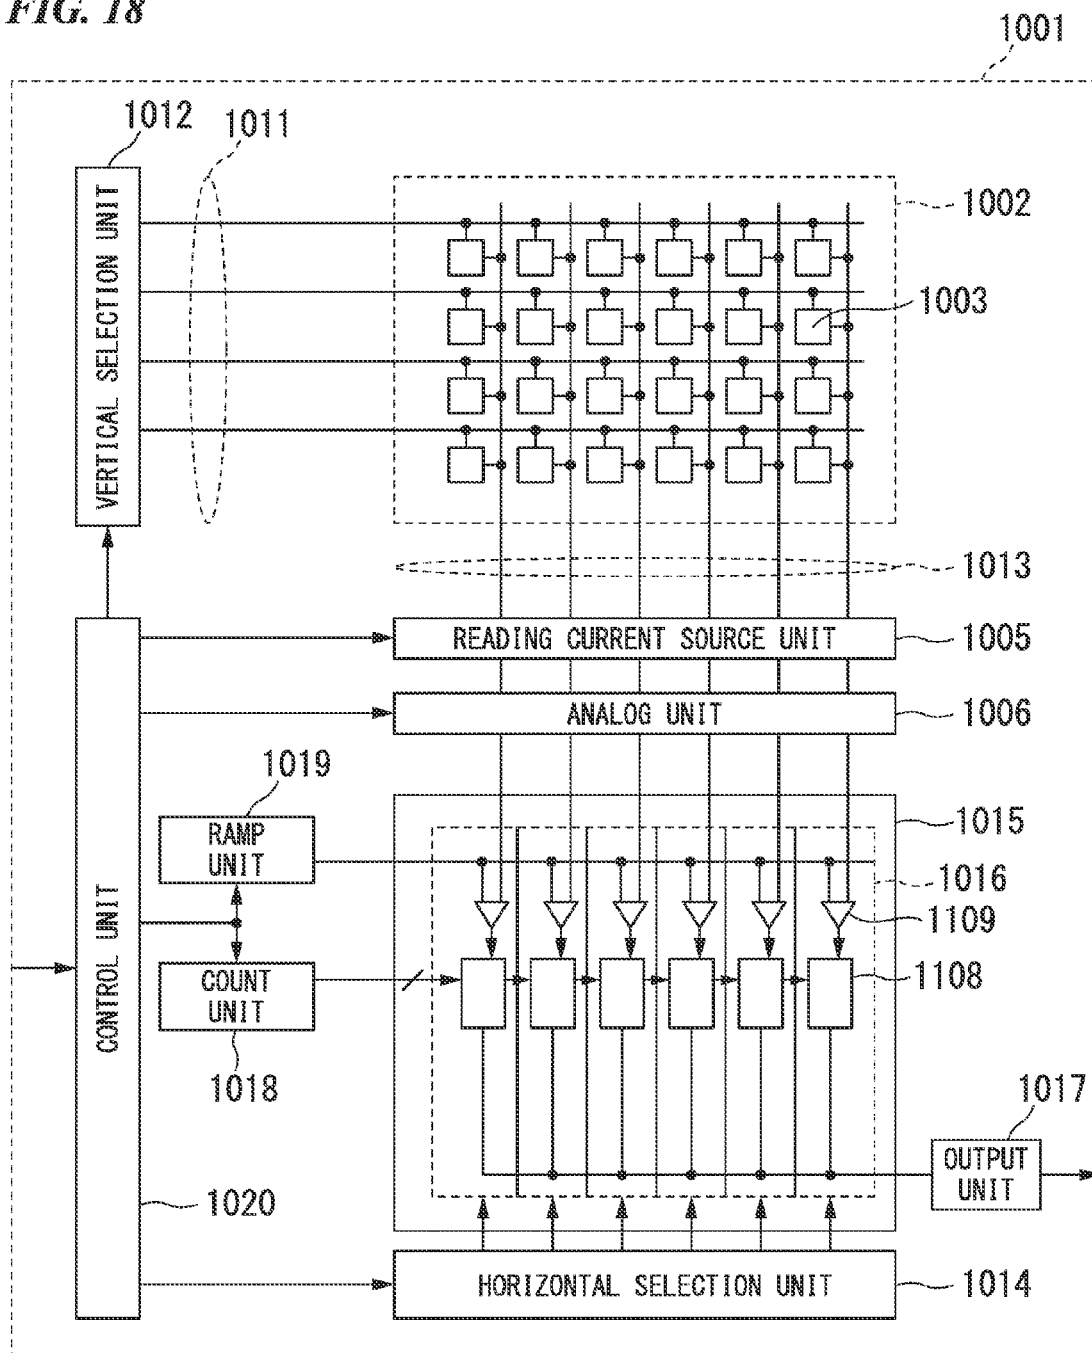 FIG. 18
1001
1012
1011
VERTICAL SELECTION UNIT
1002
1003
1013
READING CURRENT SOURCE UNIT
1005
ANALOG UNIT
1006
1019
RAMP
UNIT
1015
1016
1109
CONTROL UNIT
COUNT
UNIT
1108
1018
1017
OUTPUT
UNIT
1020
HORIZONTAL SELECTION UNIT
1014